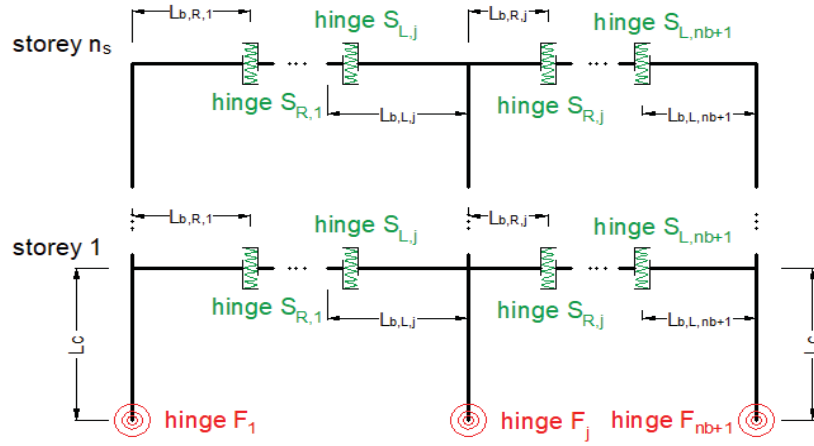 Lb,R,1 hinge SL,j Lb,R,j hinge SL,nb+1
storey ns
hinge SR,1 Lb,L,j hinge SR,j Lb,L,nb+1
Lb,R,1 hinge SL,j Lb,R,j hinge SL,nb+1
storey 1
hinge SR,1 Lb,L,j hinge SR,j Lb,L,nb+1
Lc Lc
hinge F1 hinge Fj hinge Fnb+1